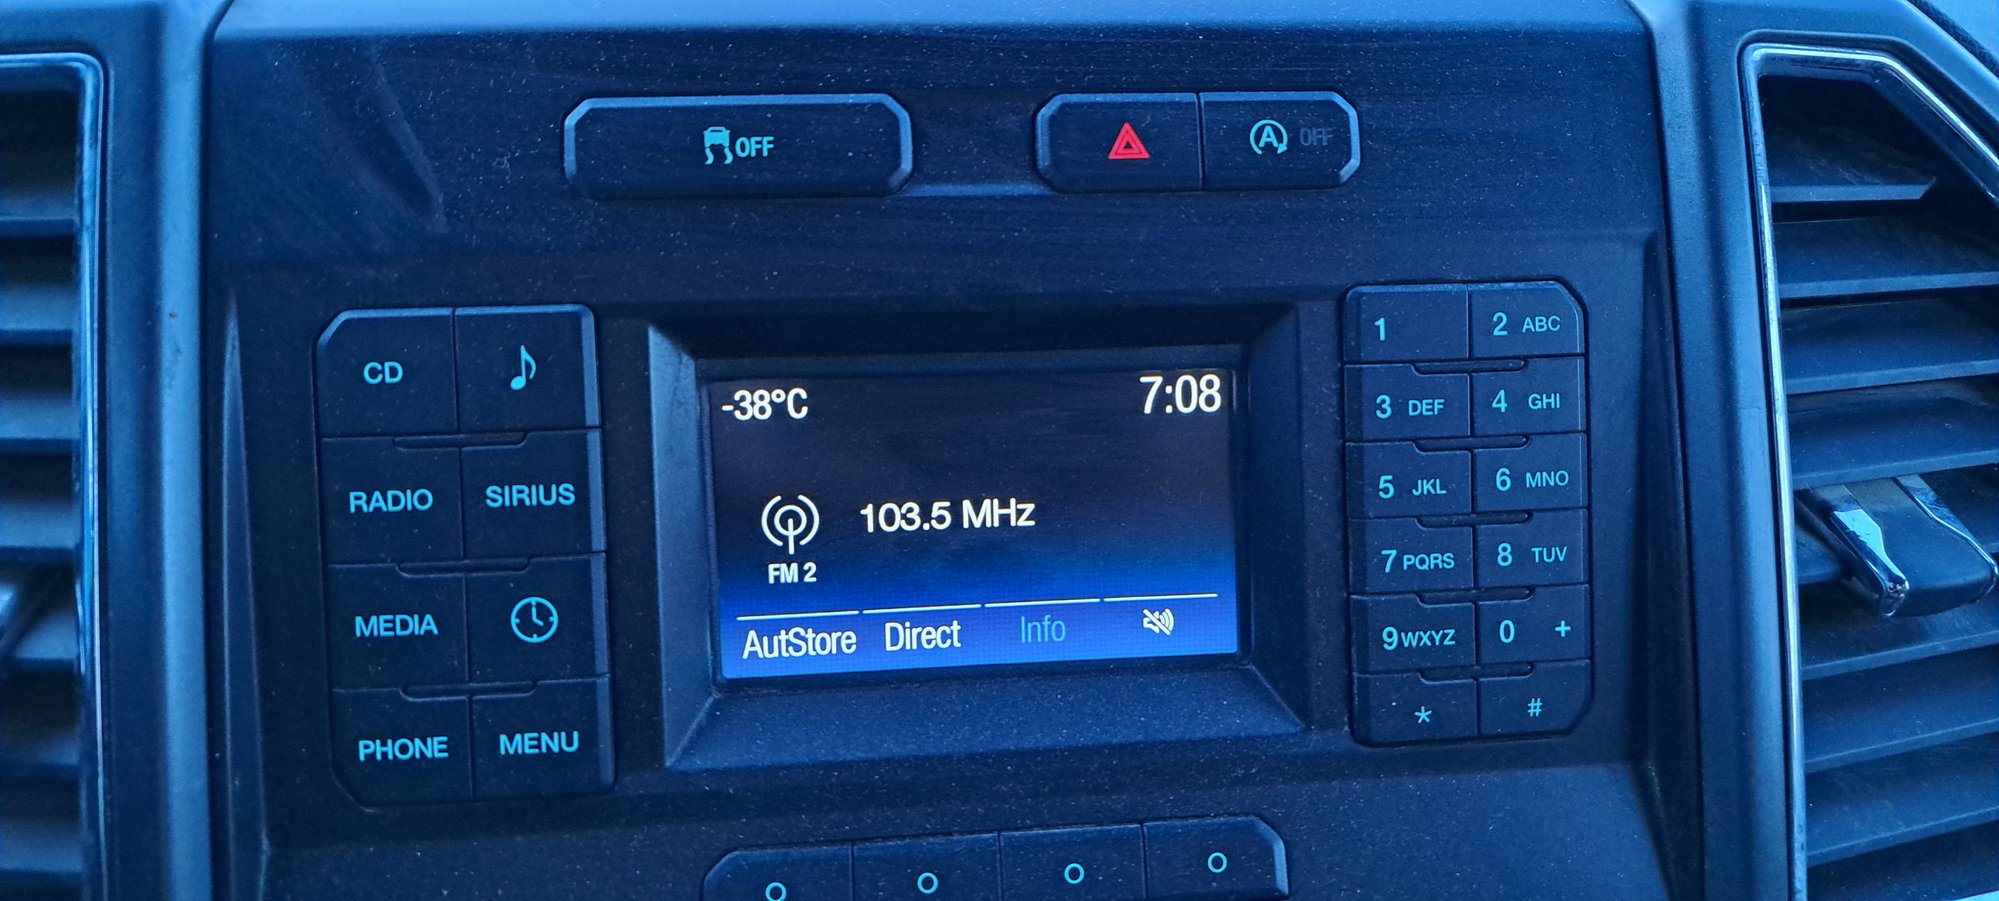 OFF
A OFF
CD
RADIO SIRIUS
MEDIA
PHONE MENU
-38°C 7:08
103.5 MHz
FM 2
AutStore Direct Info
1 2 ABC
3 DEF 4 GHI
5 JKL 6 MNO
7 PQRS 8 TUV
9 WXYZ 0 +
* #